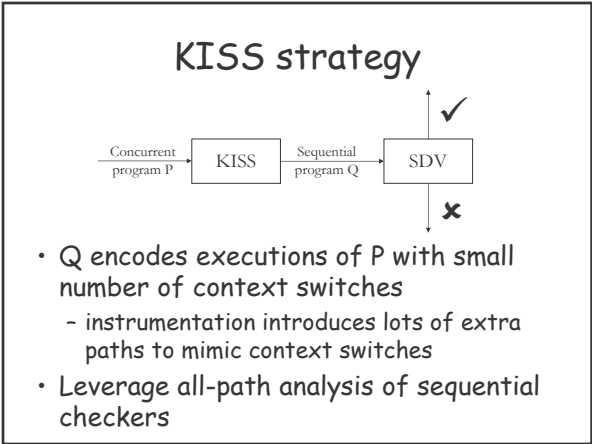 KISS strategy
✓
Concurrent
program P
KISS
Sequential
program Q
SDV
✗
• Q encodes executions of P with small
number of context switches
– instrumentation introduces lots of extra
paths to mimic context switches
• Leverage all-path analysis of sequential
checkers